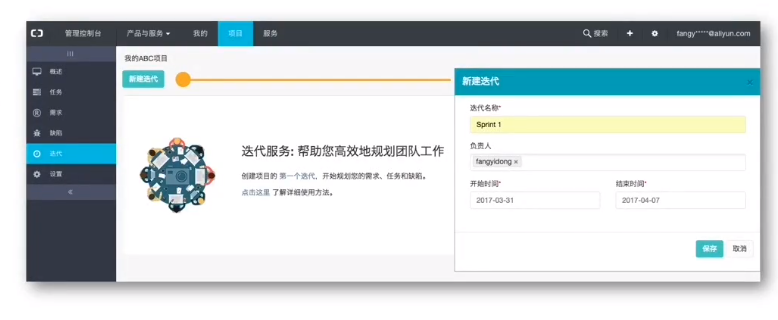 管理控制台 产品与服务 我的 项目 服务 搜索 fangy*****@aliyun.com
我的ABC项目
概述
任务
需求
缺陷
迭代
设置
新建迭代
迭代服务: 帮助您高效地规划团队工作
创建项目的 第一个迭代，开始规划您的需求、任务和缺陷。
点击这里 了解详细使用方法。
新建迭代 ×
迭代名称*
Sprint 1
负责人
fangyidong ×
开始时间* 结束时间*
2017-03-31 2017-04-07
保存 取消